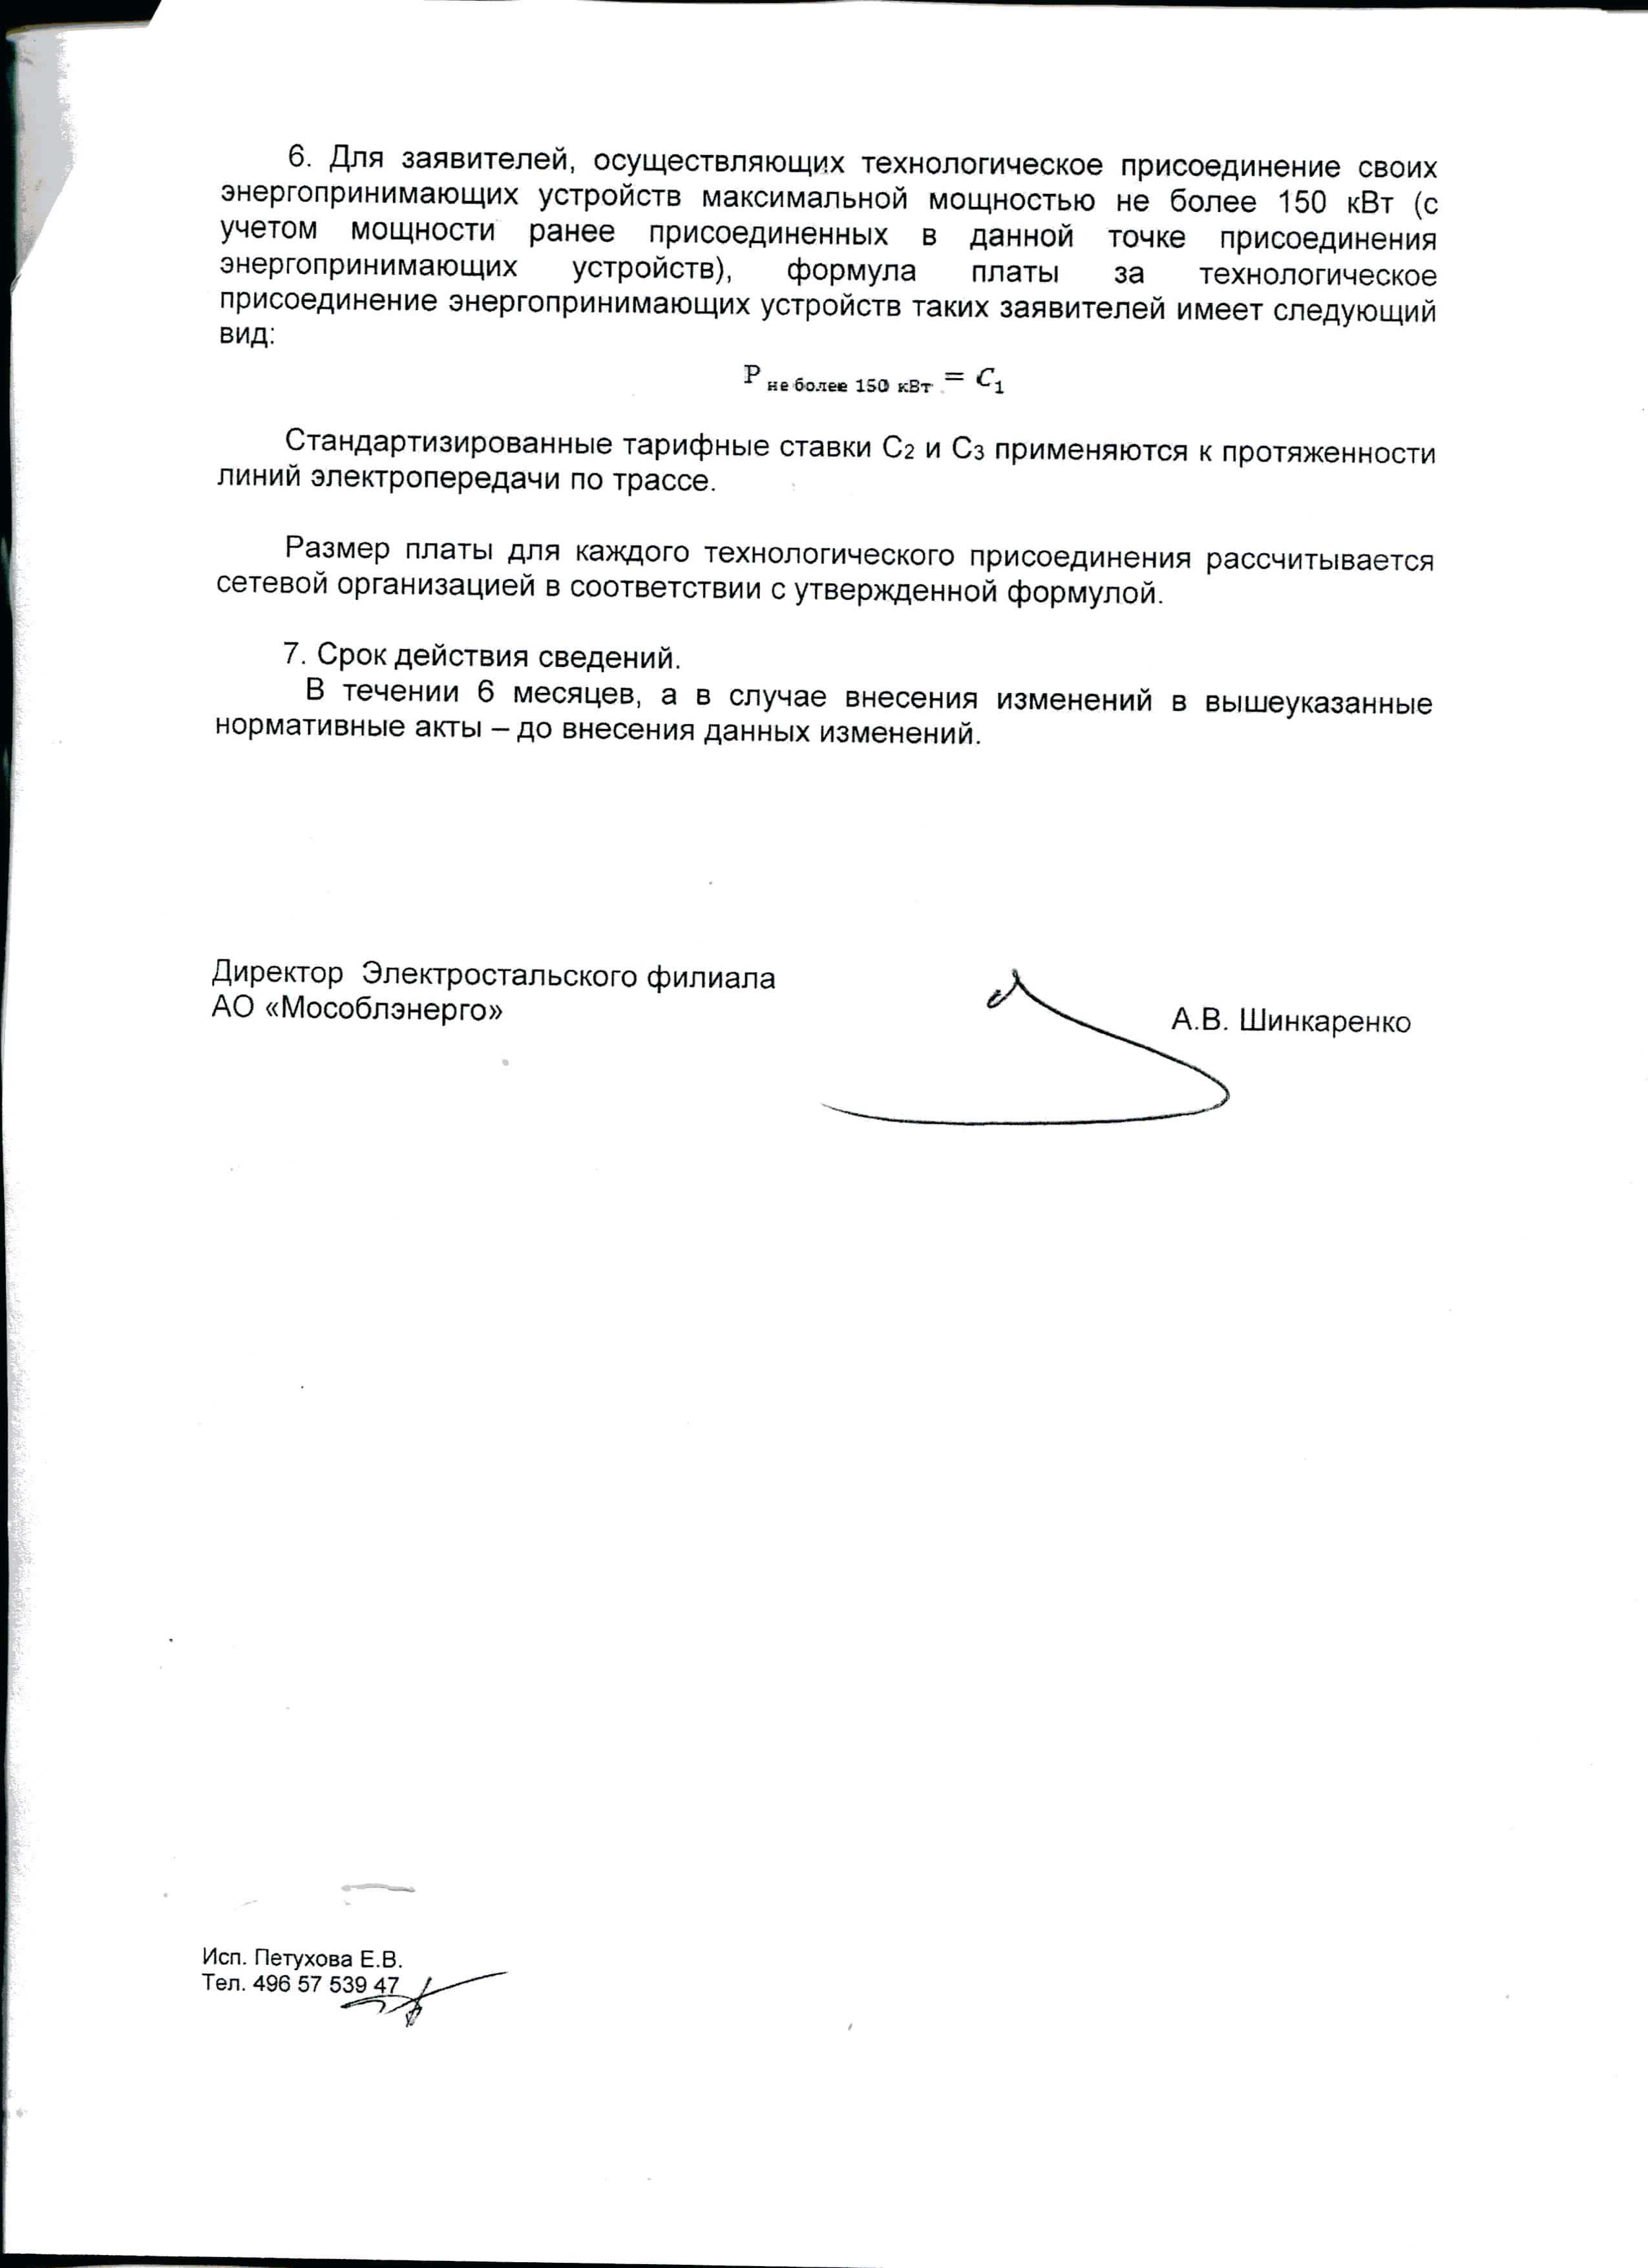 6. Для заявителей, осуществляющих технологическое присоединение своих
энергопринимающих устройств максимальной мощностью не более 150 кВт (с
учетом мощности ранее присоединенных в данной точке присоединения
энергопринимающих устройств), формула платы за технологическое
присоединение энергопринимающих устройств таких заявителей имеет следующий
вид:
P не более 150 кВт = C1
Стандартизированные тарифные ставки С2 и С3 применяются к протяженности
линий электропередачи по трассе.
Размер платы для каждого технологического присоединения рассчитывается
сетевой организацией в соответствии с утвержденной формулой.
7. Срок действия сведений.
В течении 6 месяцев, а в случае внесения изменений в вышеуказанные
нормативные акты – до внесения данных изменений.
Директор Электростальского филиала
АО «Мособлэнерго»
А.В. Шинкаренко
Исп. Петухова Е.В.
Тел. 496 57 539 47